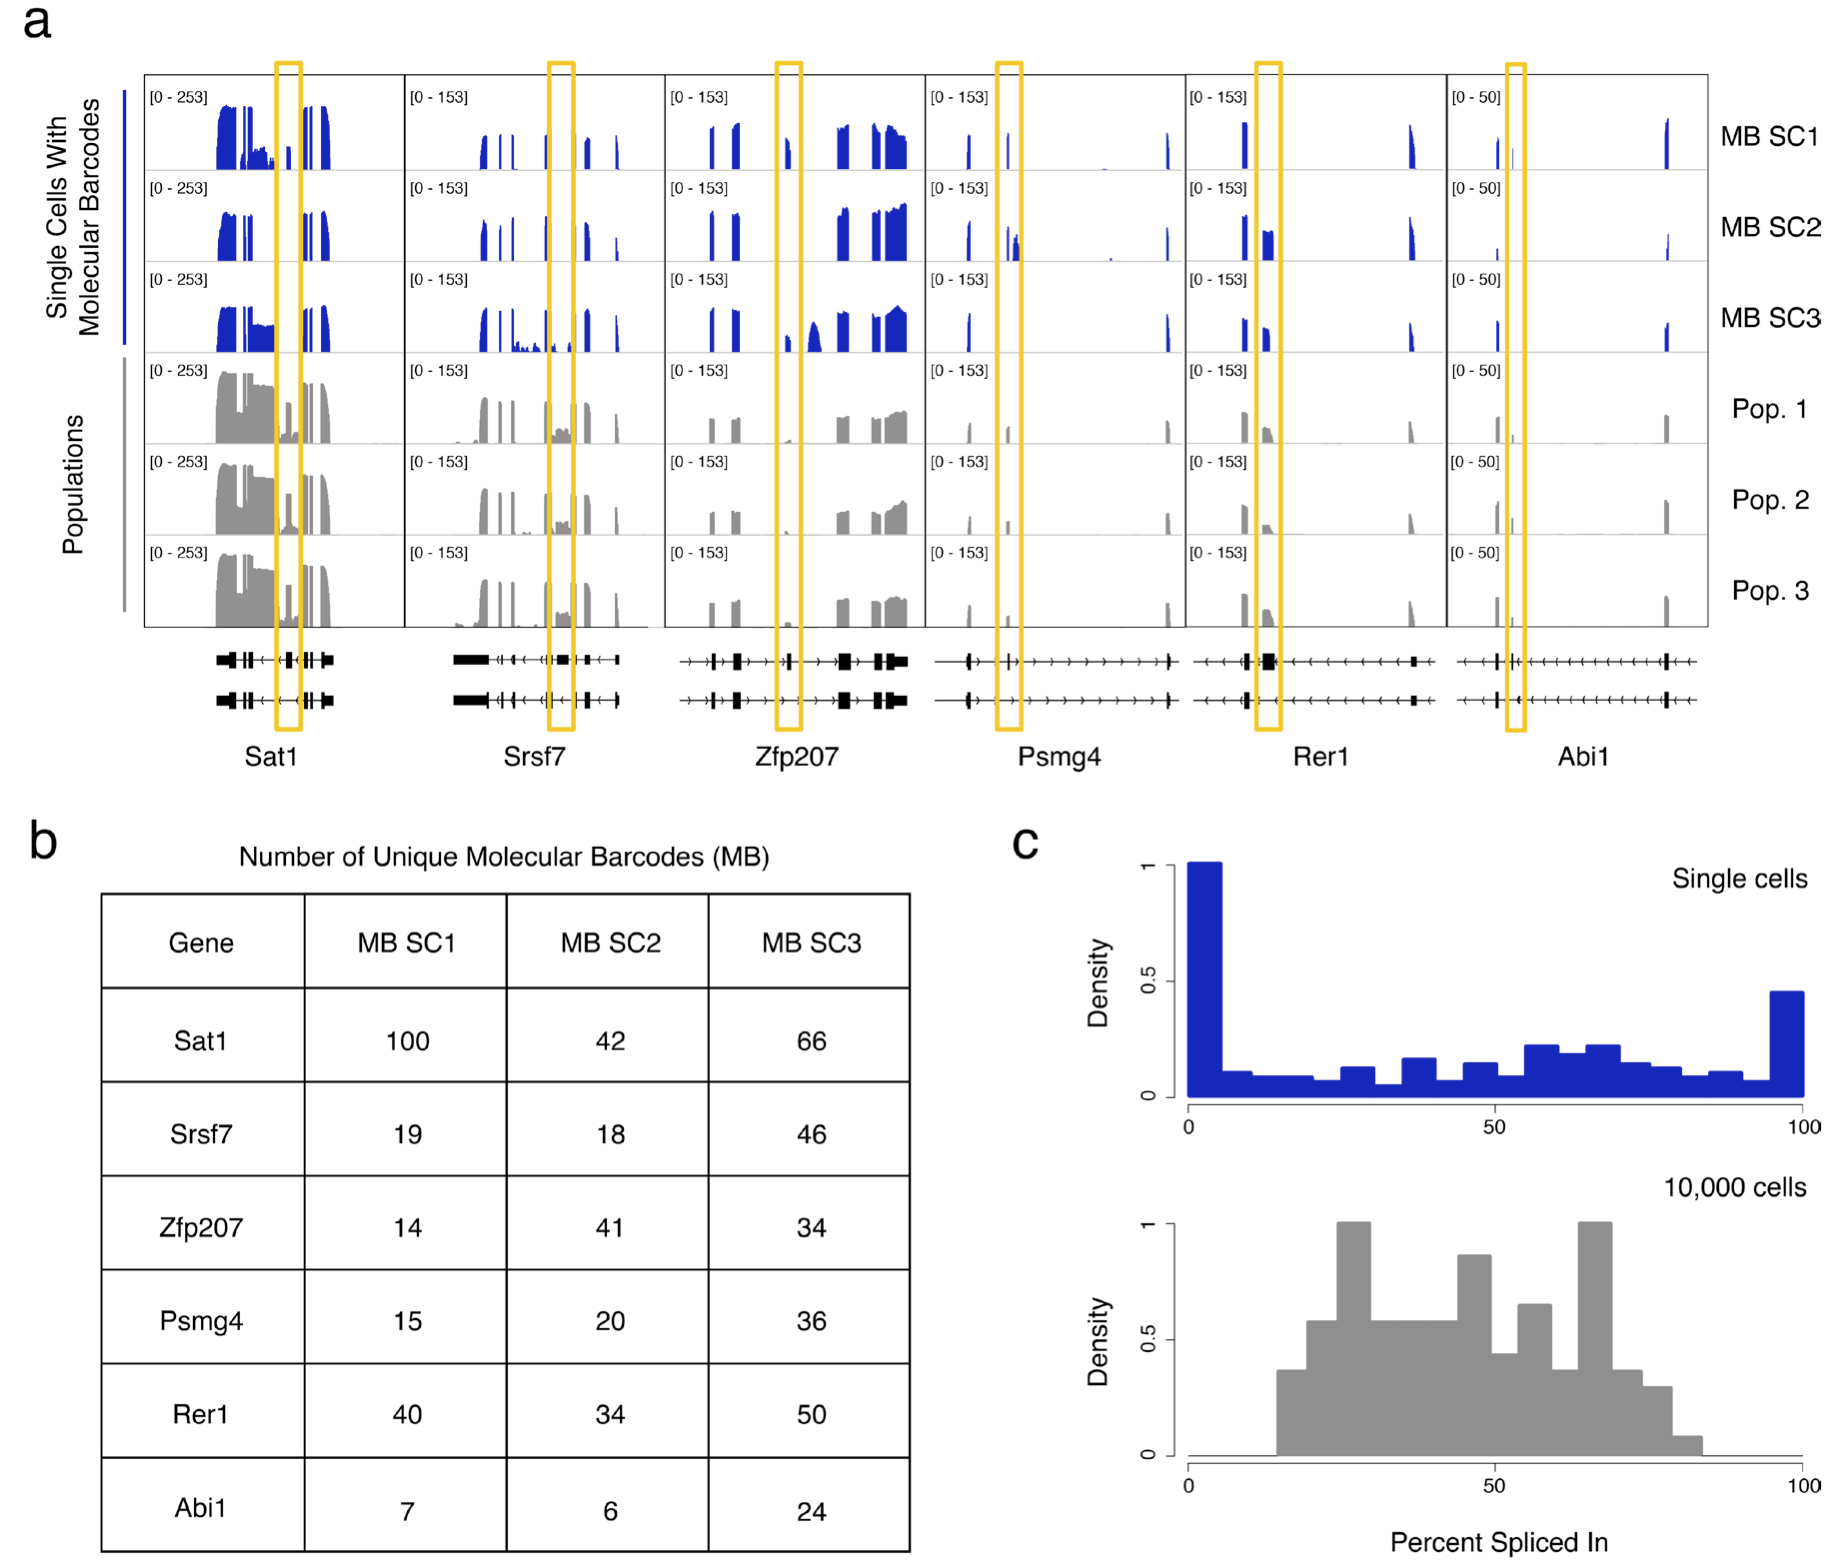 a
Single Cells With
Molecular Barcodes
Populations
[0 - 253] [0 - 153] [0 - 153] [0 - 153] [0 - 153] [0 - 50] MB SC1
[0 - 253] [0 - 153] [0 - 153] [0 - 153] [0 - 153] [0 - 50] MB SC2
[0 - 253] [0 - 153] [0 - 153] [0 - 153] [0 - 153] [0 - 50] MB SC3
[0 - 253] [0 - 153] [0 - 153] [0 - 153] [0 - 153] [0 - 50] Pop. 1
[0 - 253] [0 - 153] [0 - 153] [0 - 153] [0 - 153] [0 - 50] Pop. 2
[0 - 253] [0 - 153] [0 - 153] [0 - 153] [0 - 153] [0 - 50] Pop. 3
Sat1 Srsf7 Zfp207 Psmg4 Rer1 Abi1
b
Number of Unique Molecular Barcodes (MB)
Gene MB SC1 MB SC2 MB SC3
Sat1 100 42 66
Srsf7 19 18 46
Zfp207 14 41 34
Psmg4 15 20 36
Rer1 40 34 50
Abi1 7 6 24
c
Single cells
Density
1
0.5
0
0 50 100
10,000 cells
Density
1
0.5
0
0 50 100
Percent Spliced In